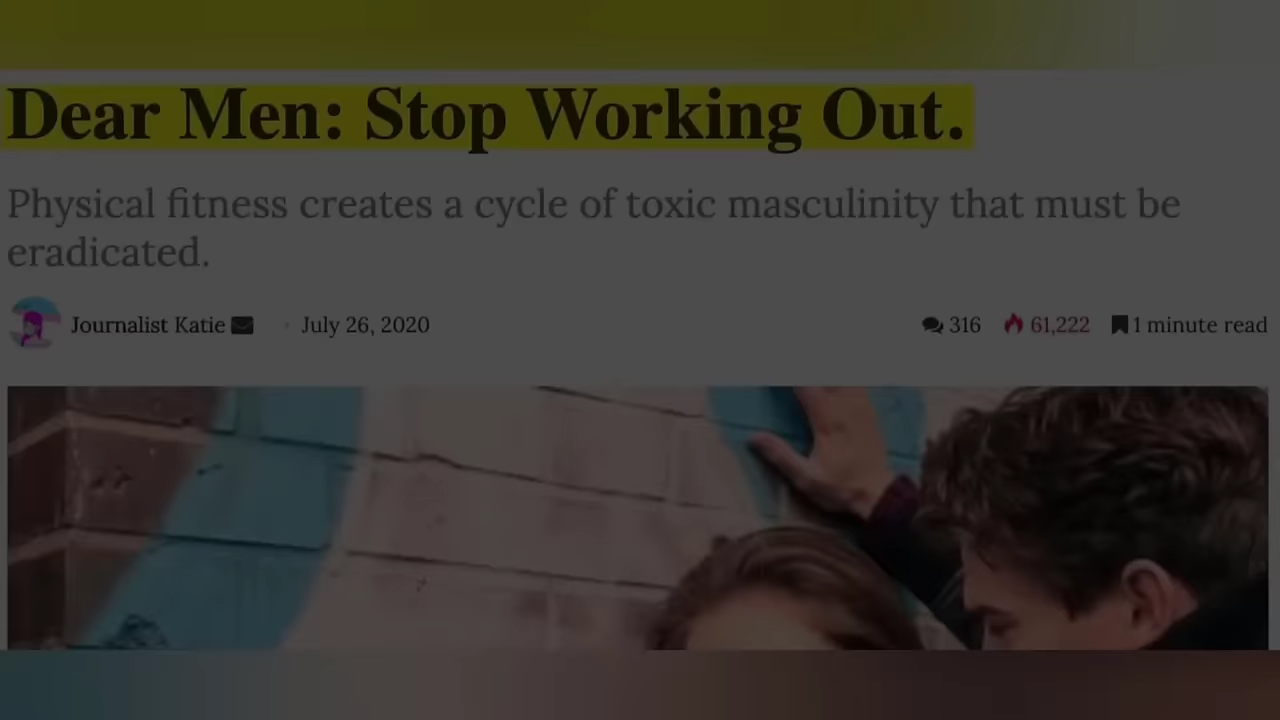 Dear Men: Stop Working Out.
Physical fitness creates a cycle of toxic masculinity that must be
eradicated.
Journalist Katie July 26, 2020 316 61,222 1 minute read